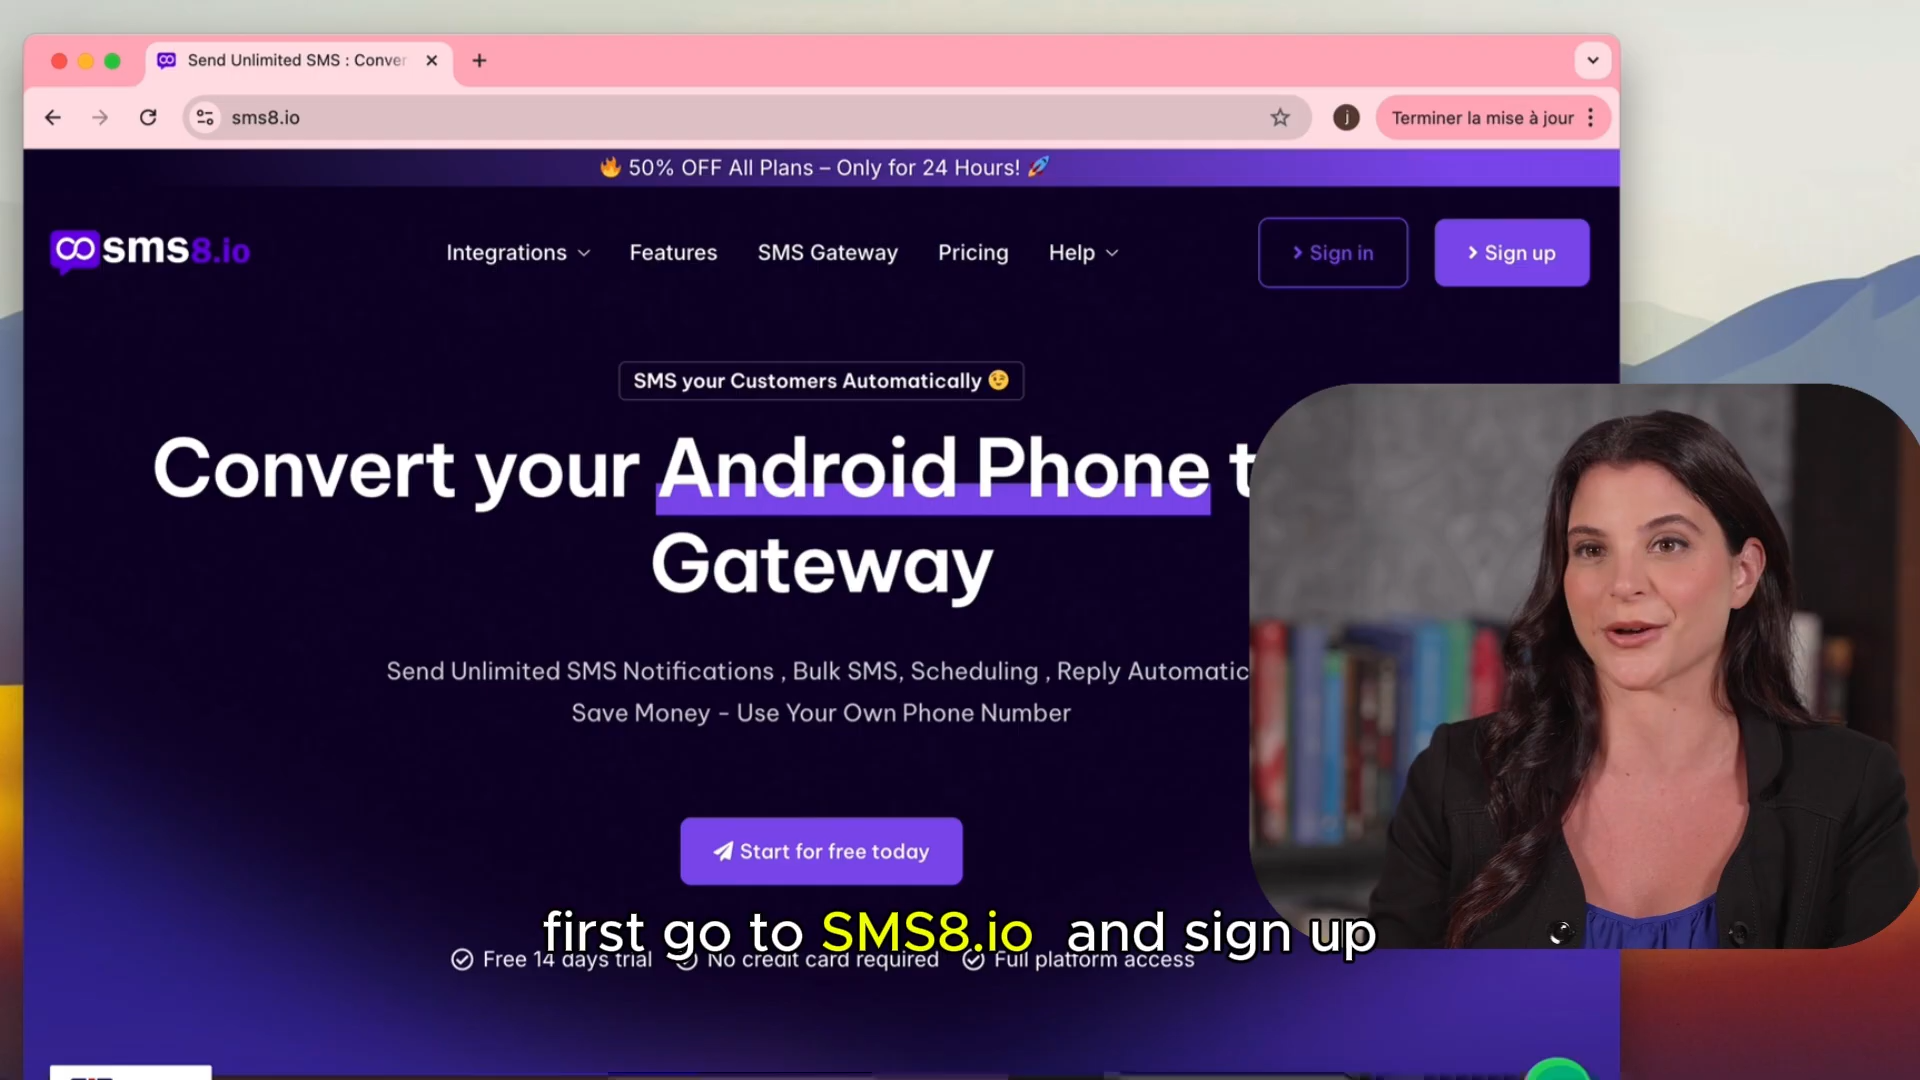 Send Unlimited SMS : Conver
sms8.io
j
Terminer la mise à jour
🔥 50% OFF All Plans – Only for 24 Hours! 🚀
sms8.io
Integrations
Features
SMS Gateway
Pricing
Help
Sign in
Sign up
SMS your Customers Automatically 😉
Convert your Android Phone t
Gateway
Send Unlimited SMS Notifications , Bulk SMS, Scheduling , Reply Automatic
Save Money - Use Your Own Phone Number
Start for free today
first go to SMS8.io and sign up
Free 14 days trial
No credit card required
Full platform access